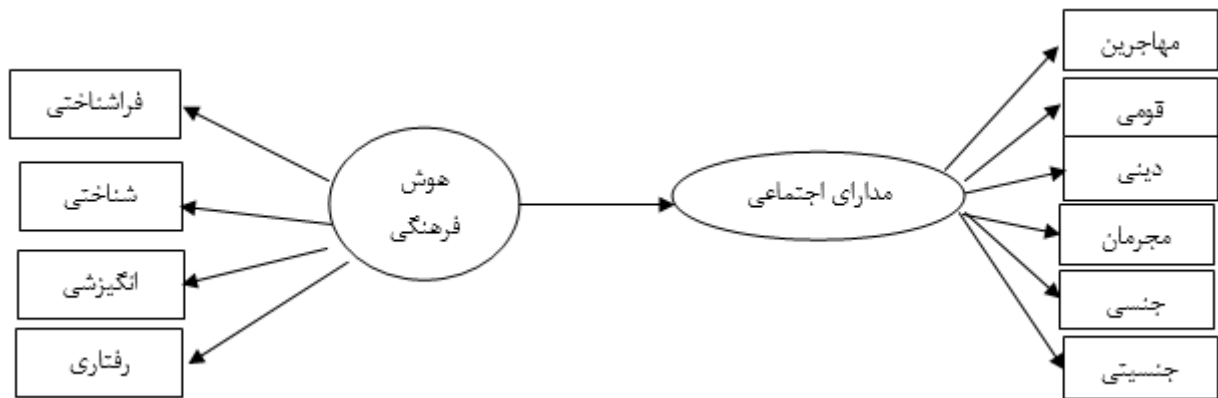 مهاجرین
قومی
دینی
مجرمان
جنسی
جنسیتی
مدارای اجتماعی
هوش
فرهنگی
فراشناختی
شناختی
انگیزشی
رفتاری